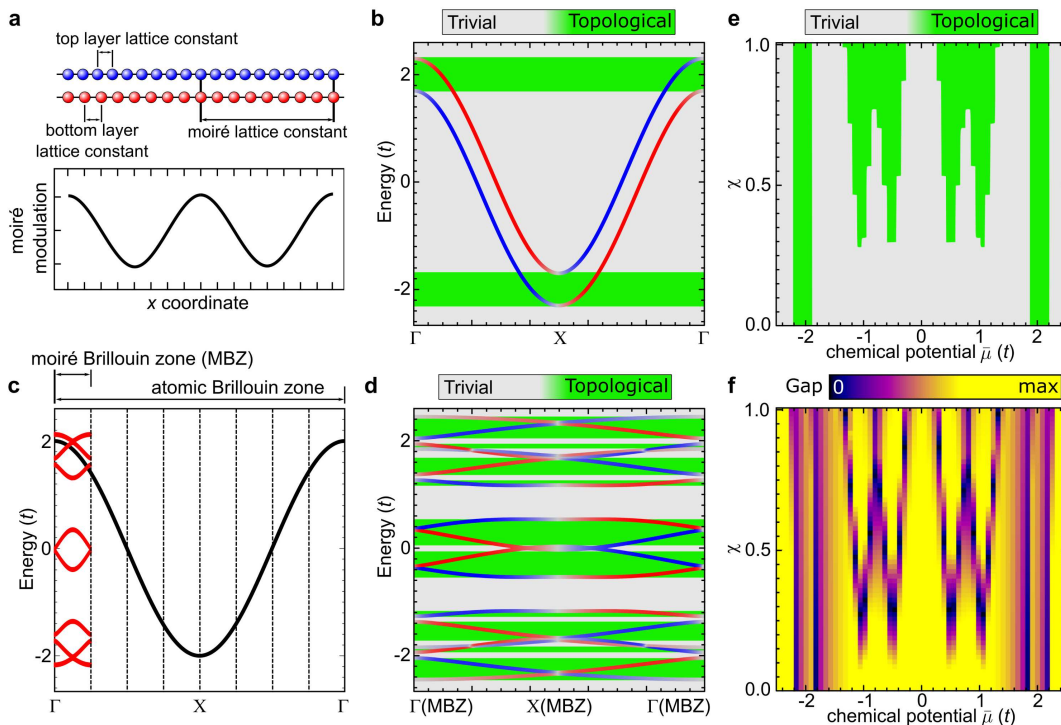 a
top layer lattice constant
bottom layer
lattice constant
moiré lattice constant
moiré
modulation
x coordinate
b
Trivial
Topological
Energy (t)
2
0
-2
Γ
X
Γ
e
Trivial
Topological
χ
1.0
0.5
0.0
-2
-1
0
1
2
chemical potential μ̄ (t)
moiré Brillouin zone (MBZ)
c
atomic Brillouin zone
Energy (t)
2
0
-2
Γ
X
Γ
d
Trivial
Topological
Energy (t)
2
0
-2
Γ(MBZ)
X(MBZ)
Γ(MBZ)
f
Gap
0
max
χ
1.0
0.5
0.0
-2
-1
0
1
2
chemical potential μ̄ (t)